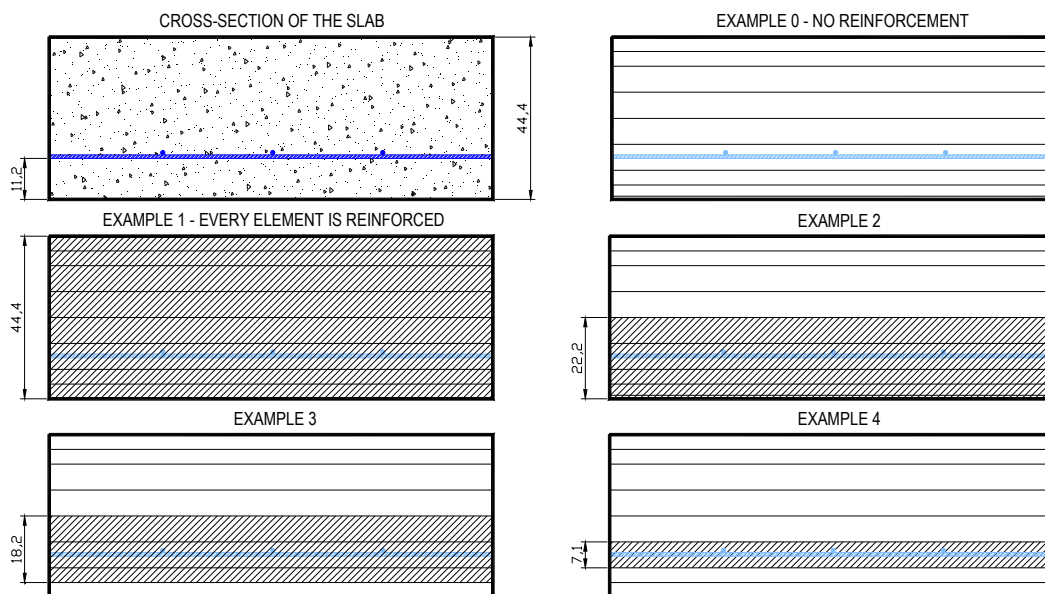 CROSS-SECTION OF THE SLAB
EXAMPLE 0 - NO REINFORCEMENT
44,4
11,2
EXAMPLE 1 - EVERY ELEMENT IS REINFORCED
EXAMPLE 2
44,4
22,2
EXAMPLE 3
EXAMPLE 4
18,2
7,1